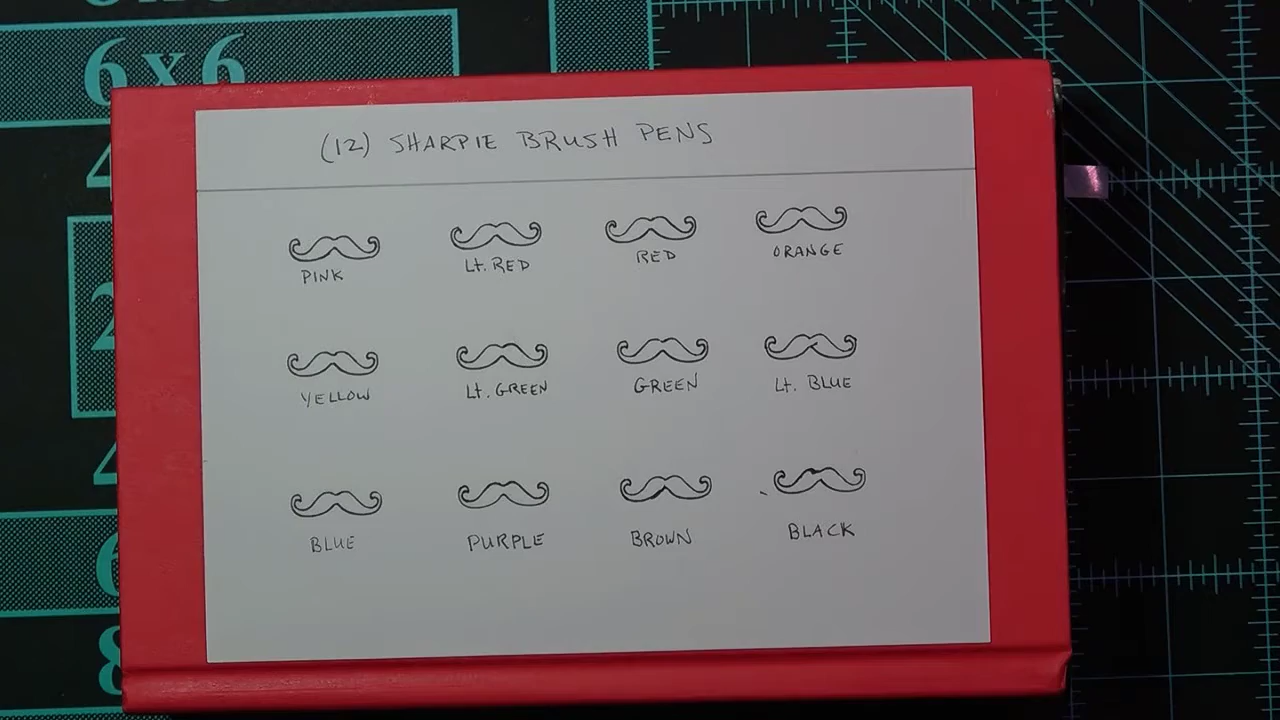 6x6
(12) SHARPIE BRUSH PENS
PINK
Lt. RED
RED
ORANGE
YELLOW
Lt. GREEN
GREEN
Lt. BLUE
BLUE
PURPLE
BROWN
BLACK